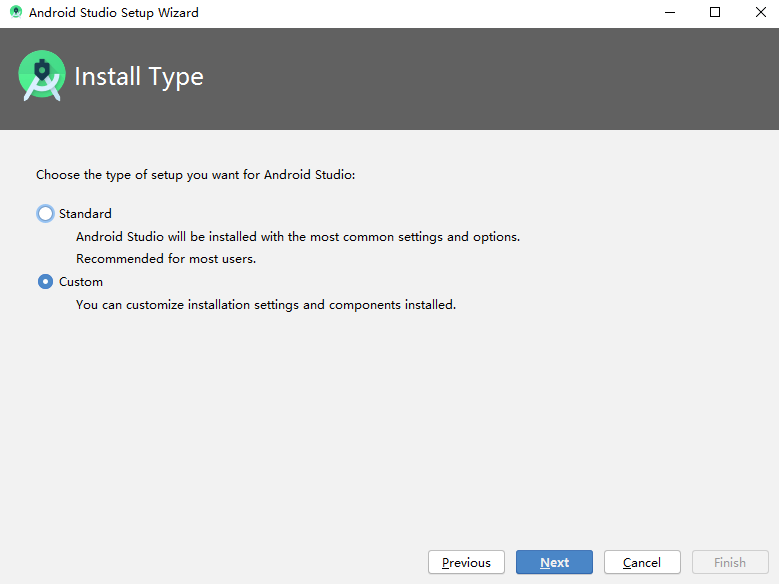 Android Studio Setup Wizard
Install Type
Choose the type of setup you want for Android Studio:
Standard
Android Studio will be installed with the most common settings and options.
Recommended for most users.
Custom
You can customize installation settings and components installed.
Previous Next Cancel Finish